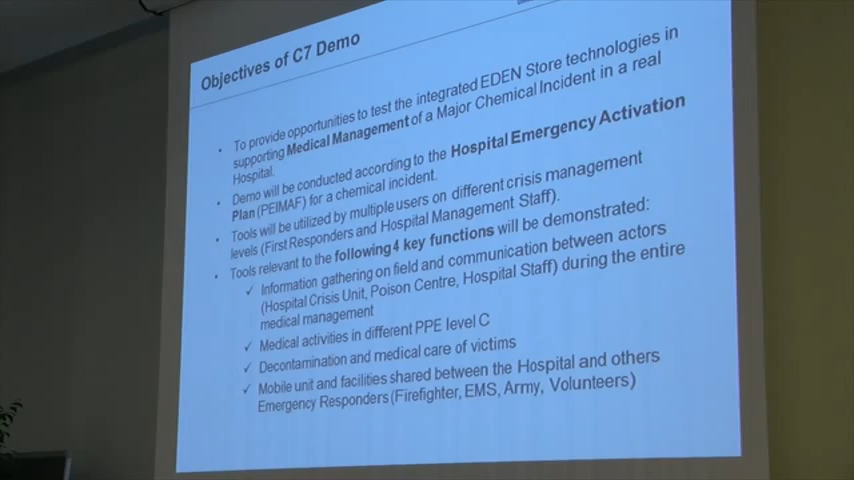 Objectives of C7 Demo
• To provide opportunities to test the integrated EDEN Store technologies in
supporting Medical Management of a Major Chemical Incident in a real
Hospital.
• Demo will be conducted according to the Hospital Emergency Activation
Plan (PEIMAF) for a chemical incident.
• Tools will be utilized by multiple users on different crisis management
levels (First Responders and Hospital Management Staff).
• Tools relevant to the following 4 key functions will be demonstrated:
✓ Information gathering on field and communication between actors
(Hospital Crisis Unit, Poison Centre, Hospital Staff) during the entire
medical management
✓ Medical activities in different PPE level C
✓ Decontamination and medical care of victims
✓ Mobile unit and facilities shared between the Hospital and others
Emergency Responders (Firefighter, EMS, Army, Volunteers)